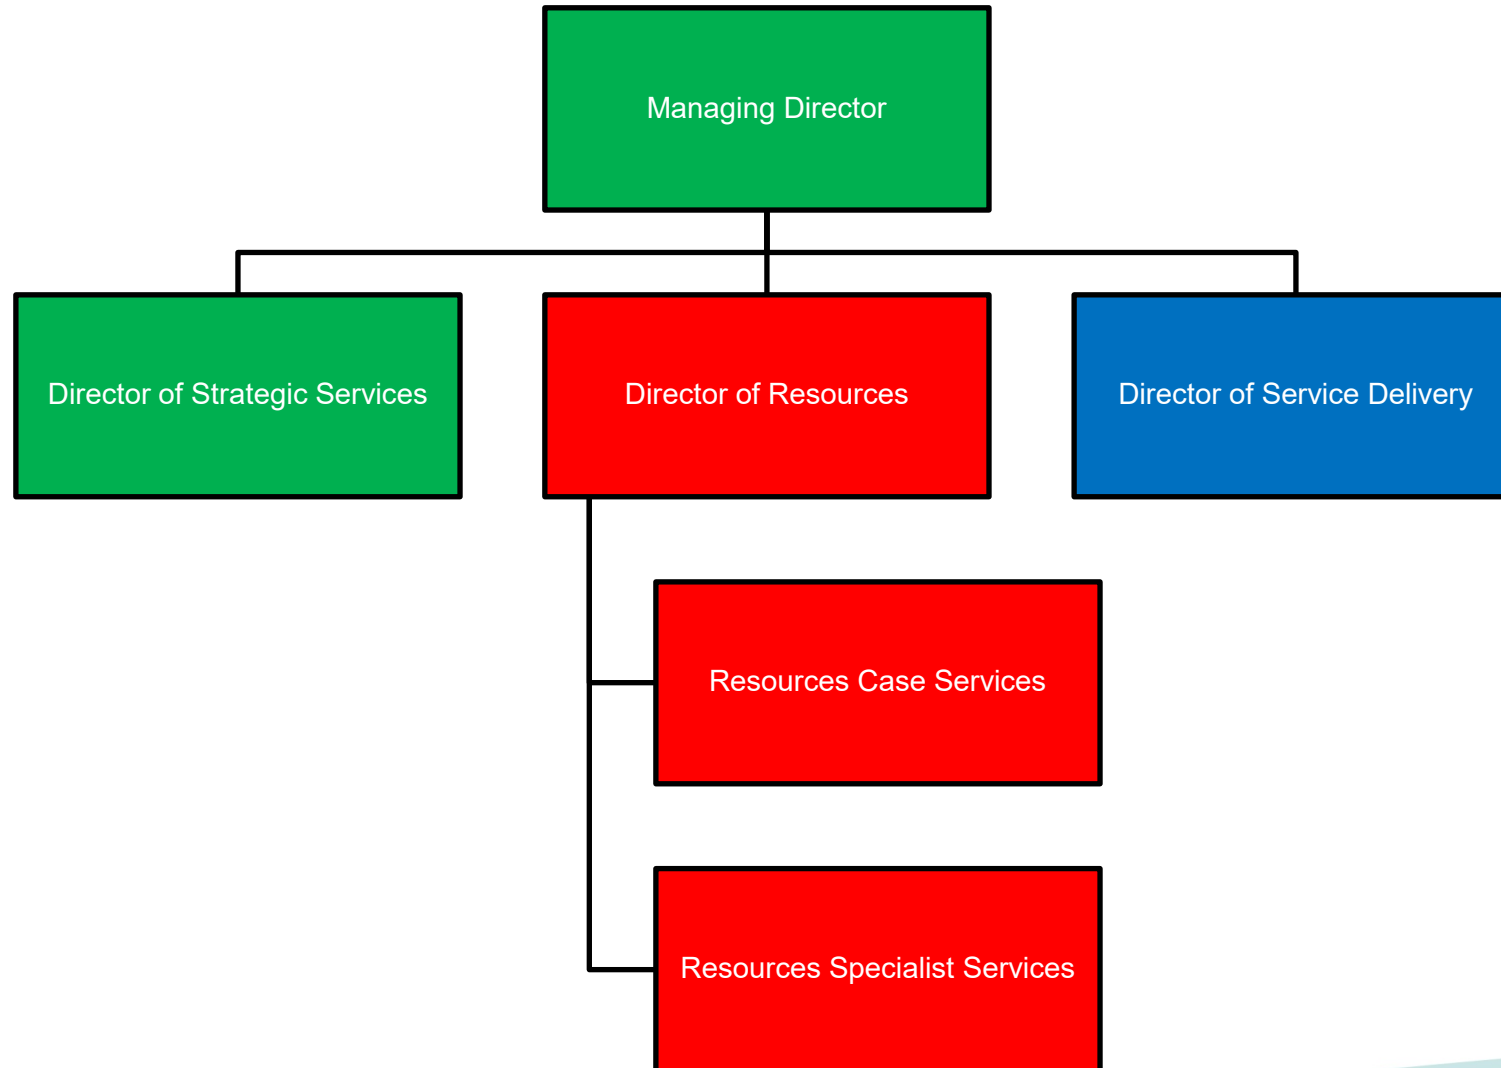 Managing Director
Director of Strategic Services
Director of Resources
Director of Service Delivery
Resources Case Services
Resources Specialist Services